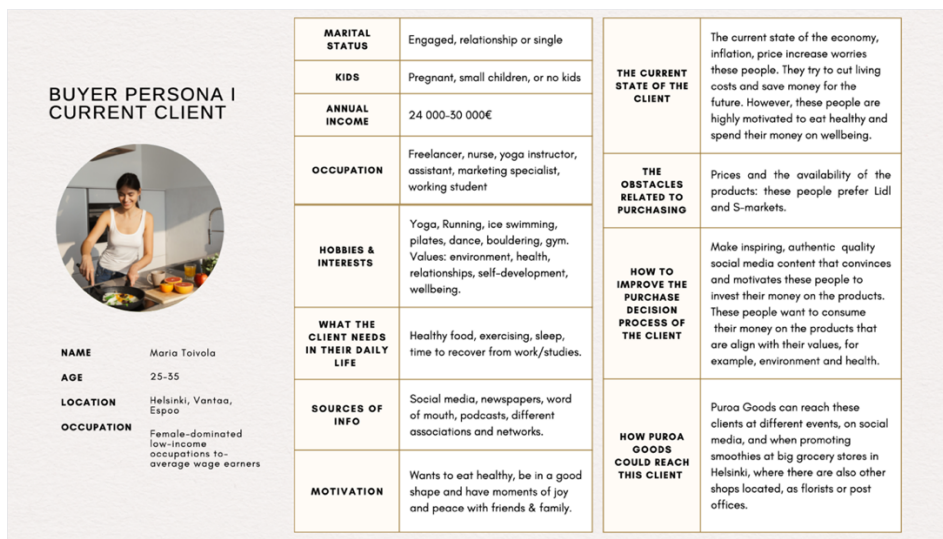 BUYER PERSONA I
CURRENT CLIENT
NAME Maria Toivola
AGE 25-35
LOCATION Helsinki, Vantaa,
Espoo
OCCUPATION Female-dominated
low-income
occupations to-
average wage earners
MARITAL
STATUS
Engaged, relationship or single
KIDS
Pregnant, small children, or no kids
ANNUAL
INCOME
24 000-30 000€
OCCUPATION
Freelancer, nurse, yoga instructor,
assistant, marketing specialist,
working student
HOBBIES &
INTERESTS
Yoga, Running, ice swimming,
pilates, dance, bouldering, gym.
Values: environment, health,
relationships, self-development,
wellbeing.
WHAT THE
CLIENT NEEDS
IN THEIR DAILY
LIFE
Healthy food, exercising, sleep,
time to recover from work/studies.
SOURCES OF
INFO
Social media, newspapers, word
of mouth, podcasts, different
associations and networks.
MOTIVATION
Wants to eat healthy, be in a good
shape and have moments of joy
and peace with friends & family.
THE CURRENT
STATE OF THE
CLIENT
The current state of the economy,
inflation, price increase worries
these people. They try to cut living
costs and save money for the
future. However, these people are
highly motivated to eat healthy and
spend their money on wellbeing.
THE
OBSTACLES
RELATED TO
PURCHASING
Prices and the availability of the
products: these people prefer Lidl
and S-markets.
HOW TO
IMPROVE THE
PURCHASE
DECISION
PROCESS OF
THE CLIENT
Make inspiring, authentic quality
social media content that convinces
and motivates these people to
invest their money on the products.
These people want to consume
their money on the products that
are align with their values, for
example, environment and health.
HOW PUROA
GOODS
COULD REACH
THIS CLIENT
Puroa Goods can reach these
clients at different events, on social
media, and when promoting
smoothies at big grocery stores in
Helsinki, where there are also other
shops located, as florists or post
offices.